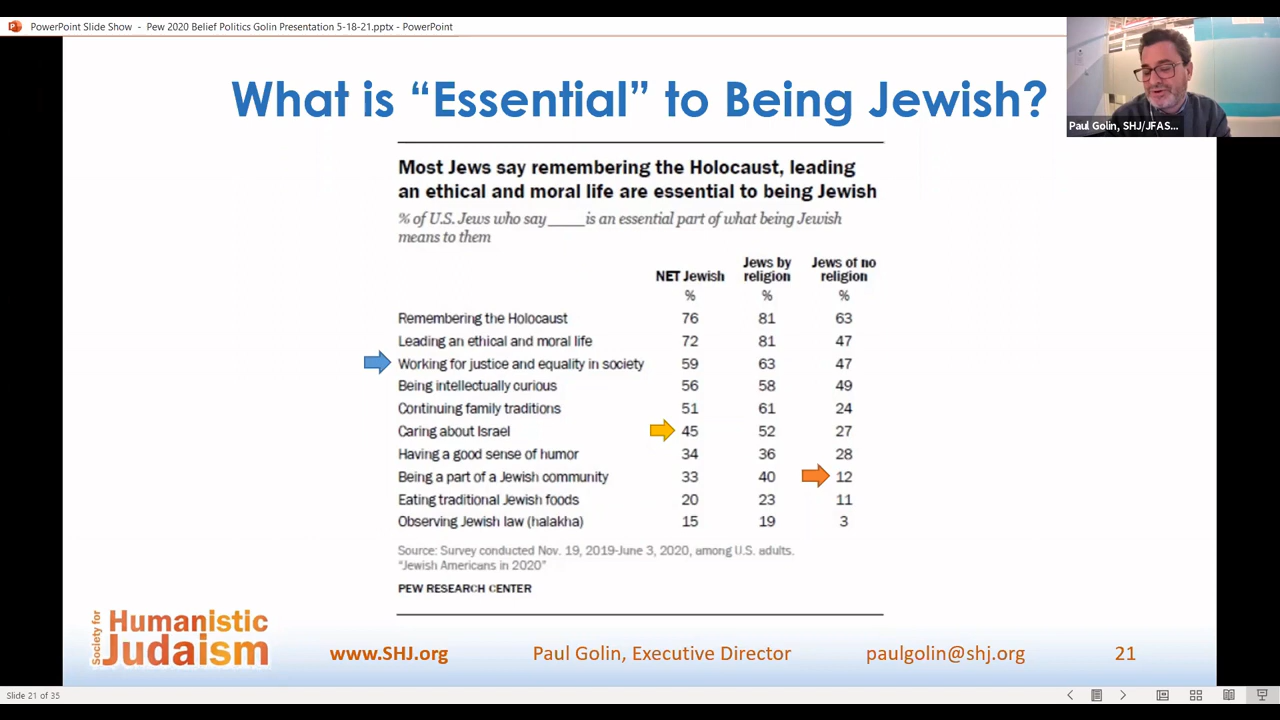 PowerPoint Slide Show - Pew 2020 Belief Politics Golin Presentation 5-18-21.pptx - PowerPoint
What is “Essential” to Being Jewish?
Paul Golin, SHJ/JFAS...
Most Jews say remembering the Holocaust, leading
an ethical and moral life are essential to being Jewish
% of U.S. Jews who say ____ is an essential part of what being Jewish
means to them
NET Jewish Jews by religion Jews of no religion
% % %
Remembering the Holocaust 76 81 63
Leading an ethical and moral life 72 81 47
Working for justice and equality in society 59 63 47
Being intellectually curious 56 58 49
Continuing family traditions 51 61 24
Caring about Israel 45 52 27
Having a good sense of humor 34 36 28
Being a part of a Jewish community 33 40 12
Eating traditional Jewish foods 20 23 11
Observing Jewish law (halakha) 15 19 3
Source: Survey conducted Nov. 19, 2019-June 3, 2020, among U.S. adults.
“Jewish Americans in 2020”
PEW RESEARCH CENTER
Society for Humanistic Judaism
www.SHJ.org Paul Golin, Executive Director paulgolin@shj.org 21
Slide 21 of 35